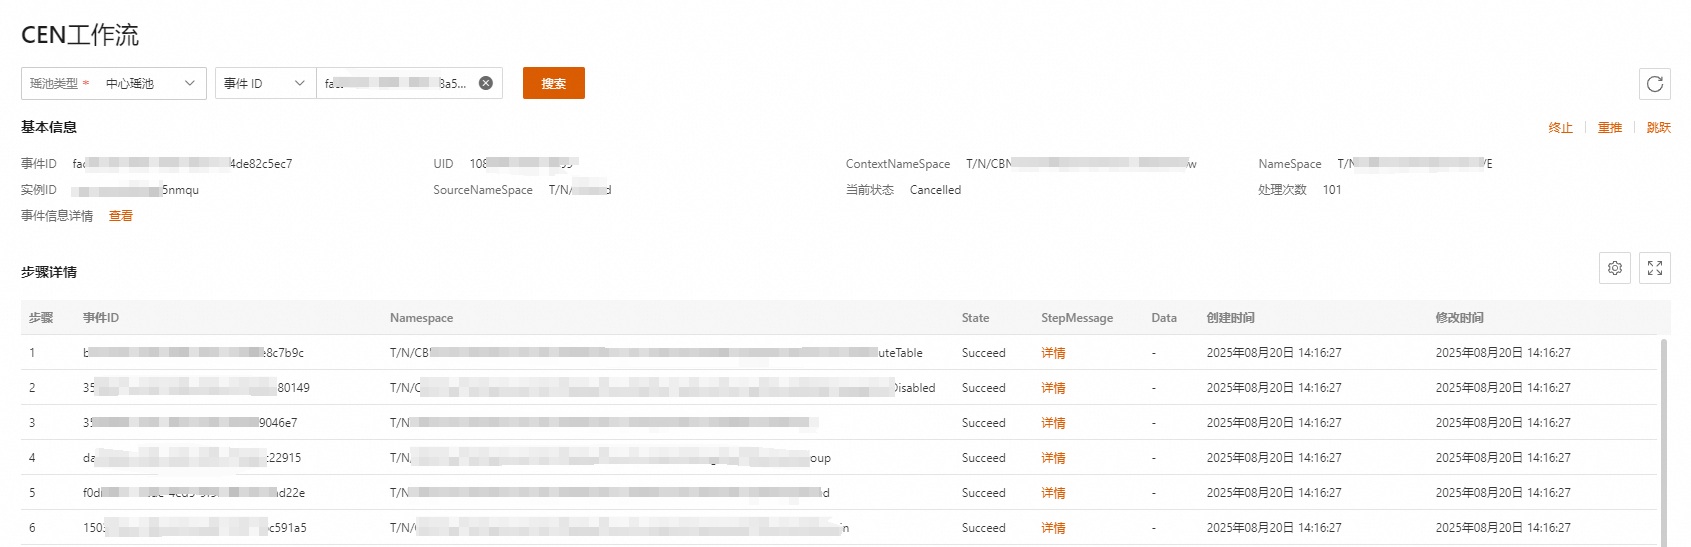 CEN工作流
瑶池类型 * 中心瑶池 事件 ID 8a5... 搜索
基本信息 终止 重推 跳跃
事件ID 4de82c5ec7 UID 108 ContextNameSpace T/N/CBN NameSpace
实例ID 5nmqu SourceNameSpace T/N/ 当前状态 Cancelled 处理次数 101
事件信息详情 查看
步骤详情
步骤 事件ID Namespace State StepMessage Data 创建时间 修改时间
1 e8c7b9c T/N/CB uteTable Succeed 详情 - 2025年08月20日 14:16:27 2025年08月20日 14:16:27
2 35 80149 T/N/C Disabled Succeed 详情 - 2025年08月20日 14:16:27 2025年08月20日 14:16:27
3 9046e7 T/N Succeed 详情 - 2025年08月20日 14:16:27 2025年08月20日 14:16:27
4 da c22915 T/N/ oup Succeed 详情 - 2025年08月20日 14:16:27 2025年08月20日 14:16:27
5 f0d d22e T/N d Succeed 详情 - 2025年08月20日 14:16:27 2025年08月20日 14:16:27
6 150 c591a5 T/N/ in Succeed 详情 - 2025年08月20日 14:16:27 2025年08月20日 14:16:27